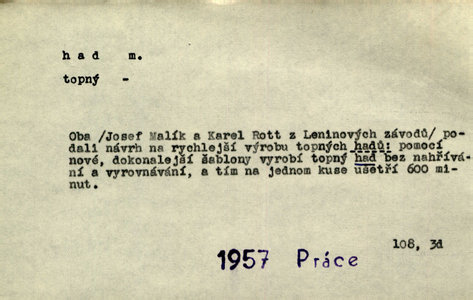 had m.
topný -
Oba /Josef Malík a Karel Rott z Leninových závodů/ po-
dali návrh na rychlejší výrobu topných hadů: pomocí
nové, dokonalejší šablony vyrobí topný had bez nahřívá-
ní a vyrovnávání, a tím na jednom kuse ušetří 600 mi-
nut.
108, 3d
1957 Práce